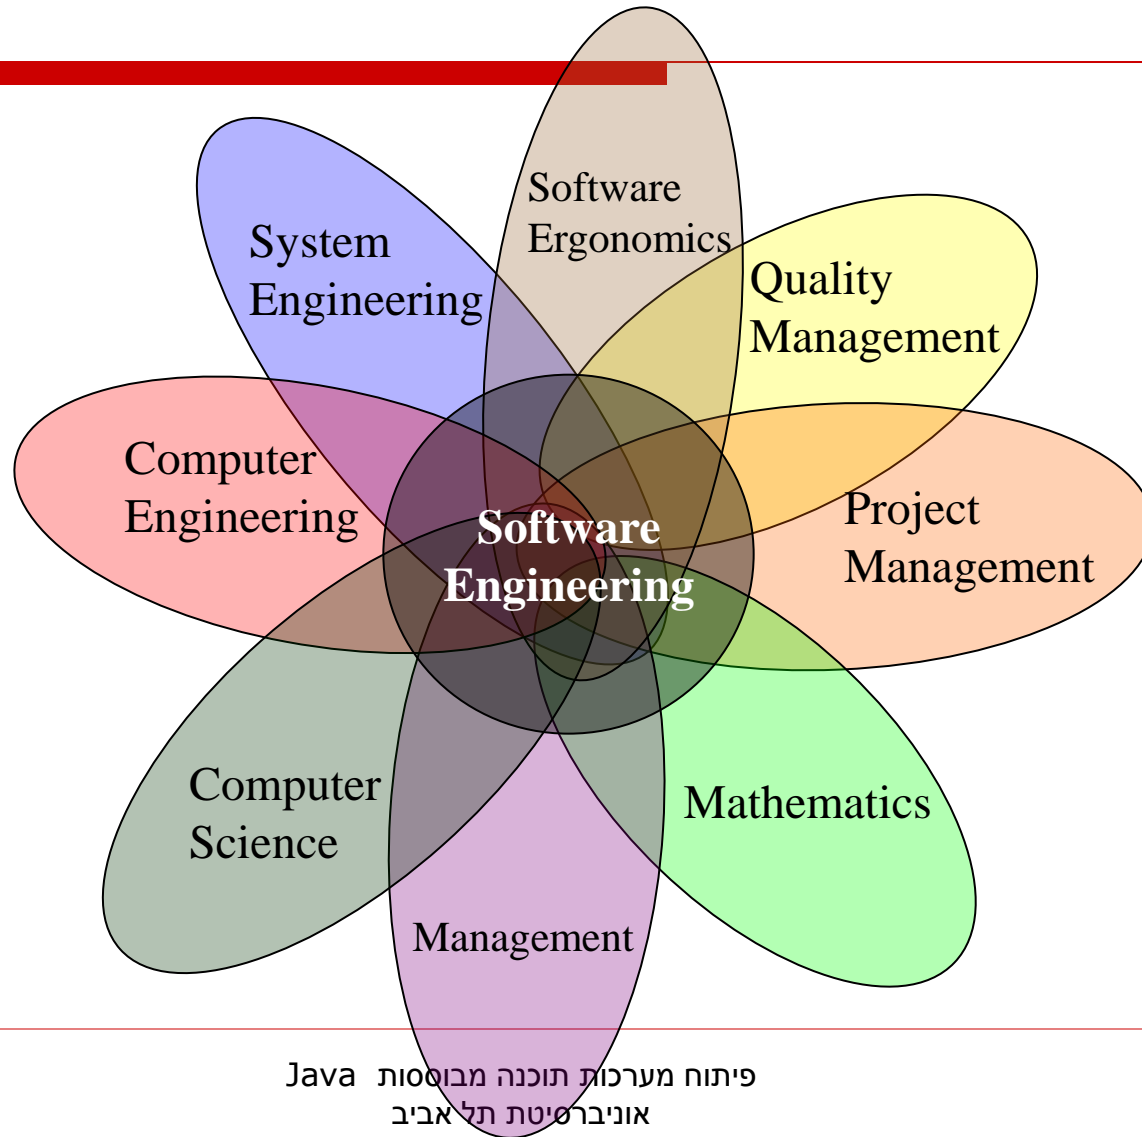 Software
Ergonomics
System
Engineering
Quality
Management
Computer
Engineering
Project
Management
Software
Engineering
Computer
Science
Mathematics
Management
פיתוח מערכות תוכנה מבוססות Java
אוניברסיטת תל אביב